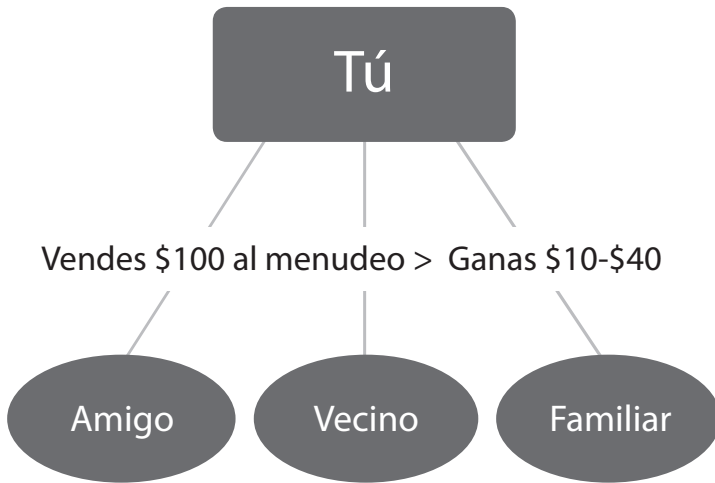 Tú
Vendes $100 al menudeo > Ganas $10-$40
Amigo
Vecino
Familiar